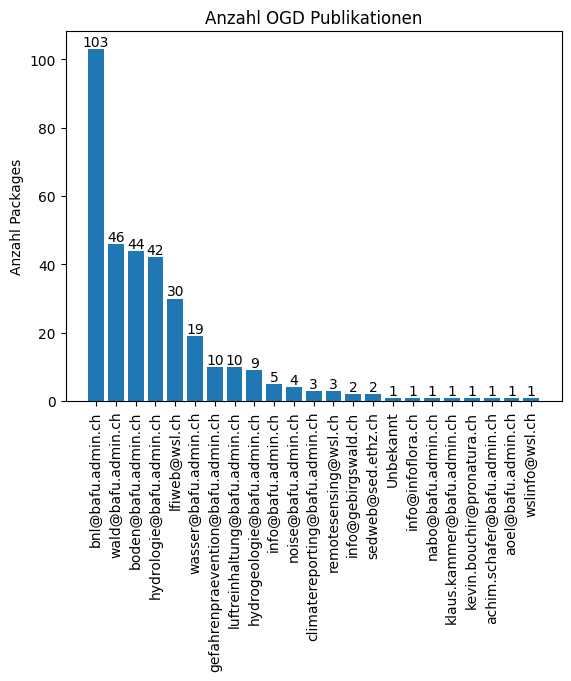 Anzahl OGD Publikationen
Anzahl Packages
100
80
60
40
20
0
103
46
44
42
30
19
10
10
9
5
4
3
3
2
2
1
1
1
1
1
1
1
1
bnl@bafu.admin.ch
wald@bafu.admin.ch
boden@bafu.admin.ch
hydrologie@bafu.admin.ch
lfiweb@wsl.ch
wasser@bafu.admin.ch
gefahrenpraevention@bafu.admin.ch
luftreinhaltung@bafu.admin.ch
hydrogeologie@bafu.admin.ch
info@bafu.admin.ch
noise@bafu.admin.ch
climatereporting@bafu.admin.ch
remotesensing@wsl.ch
info@gebirgswald.ch
sedweb@sed.ethz.ch
Unbekannt
info@infoflora.ch
nabo@bafu.admin.ch
klaus.kammer@bafu.admin.ch
kevin.bouchir@pronatura.ch
achim.schafer@bafu.admin.ch
aoel@bafu.admin.ch
wslinfo@wsl.ch